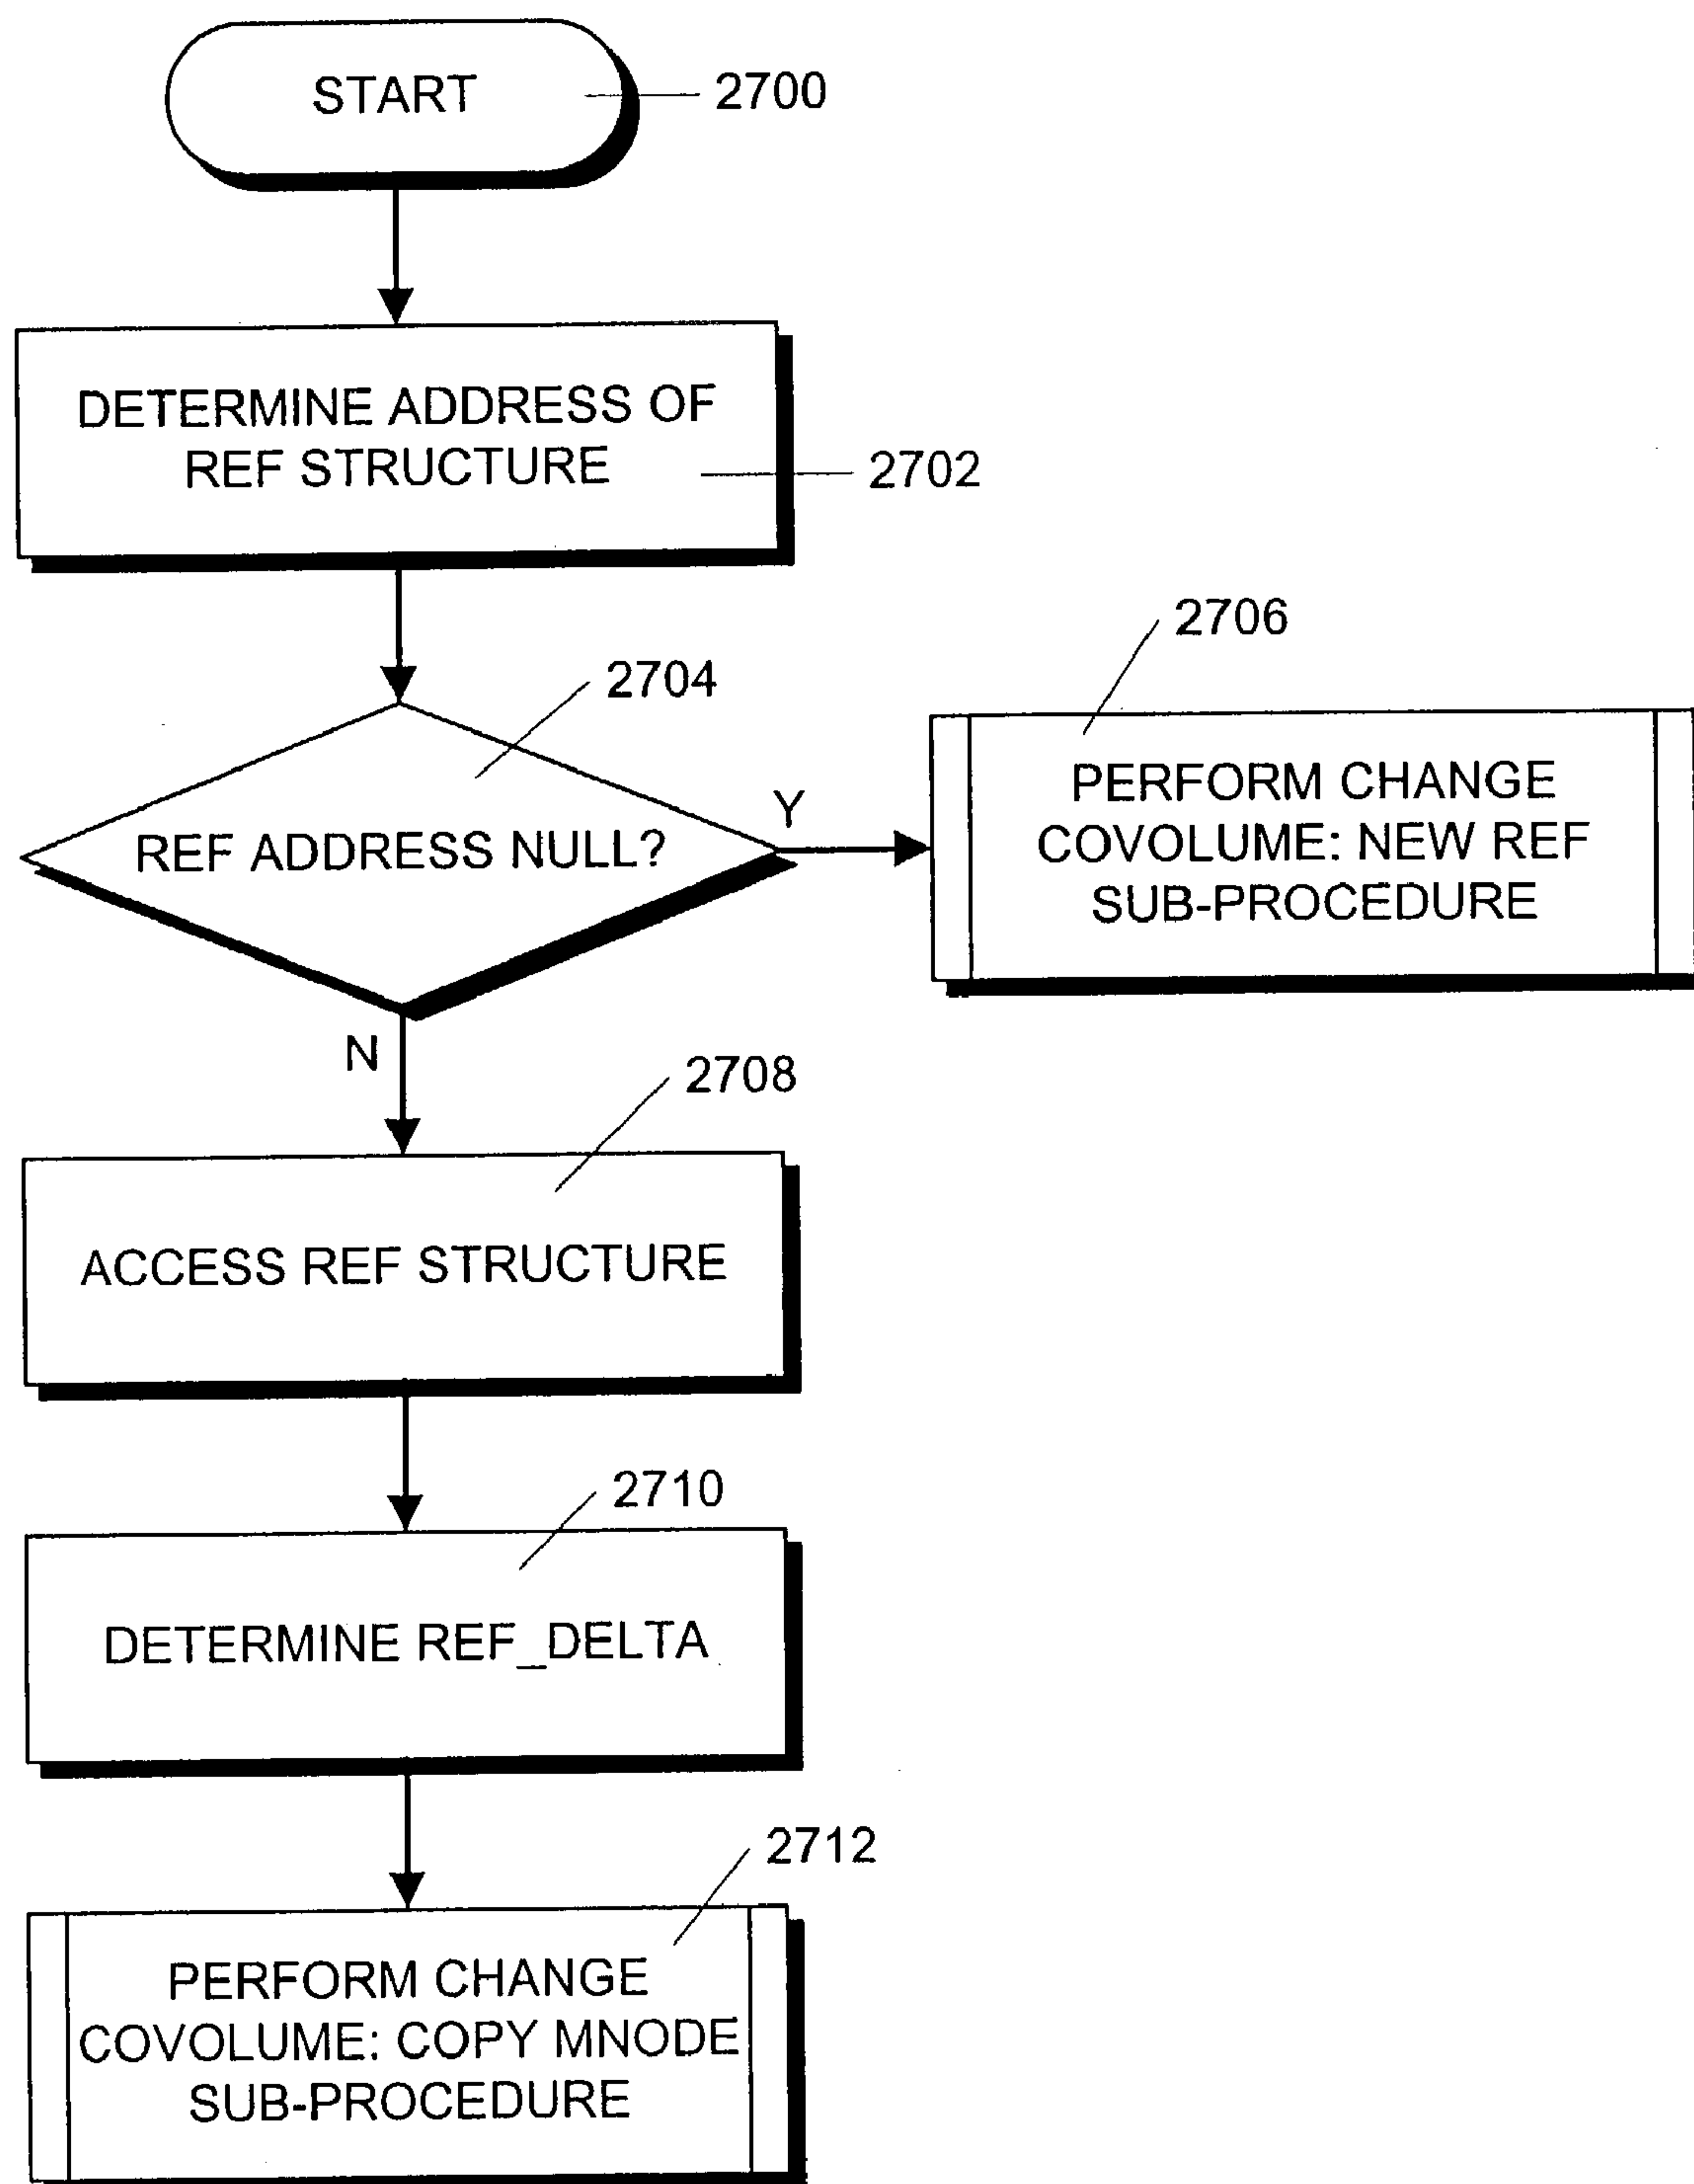 START
2700
DETERMINE ADDRESS OF
REF STRUCTURE
2702
2704
REF ADDRESS NULL?
Y
2706
PERFORM CHANGE
COVOLUME: NEW REF
SUB-PROCEDURE
N
2708
ACCESS REF STRUCTURE
2710
DETERMINE REF_DELTA
2712
PERFORM CHANGE
COVOLUME: COPY MNODE
SUB-PROCEDURE